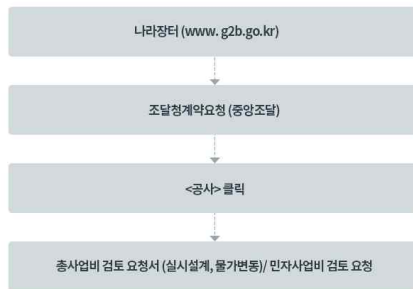 나라장터 (www. g2b.go.kr)
조달청계약요청 (중앙조달)
<공사> 클릭
총사업비 검토 요청서 (실시설계, 물가변동)/ 민자사업비 검토 요청